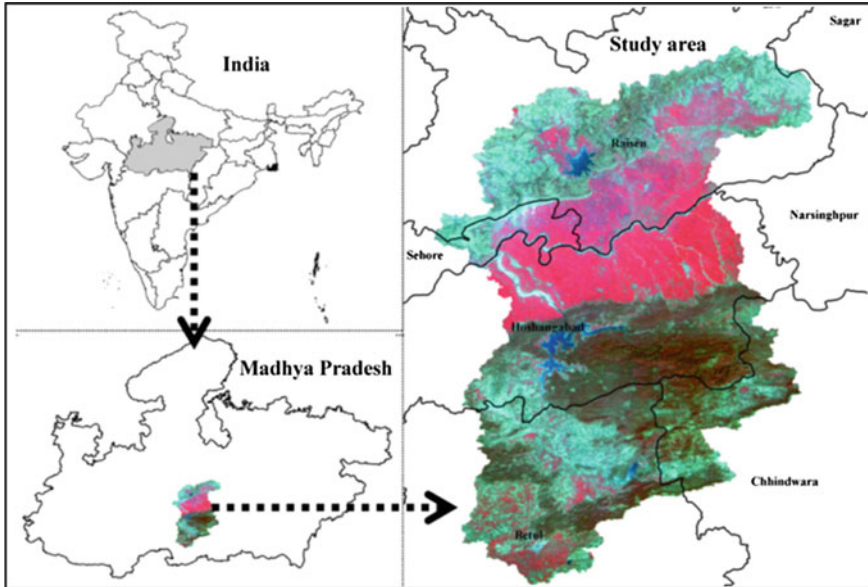 India
Madhya Pradesh
Study area
Sagar
Raisen
Narsinghpur
Sehore
Hoshangabad
Chhindwara
Betul